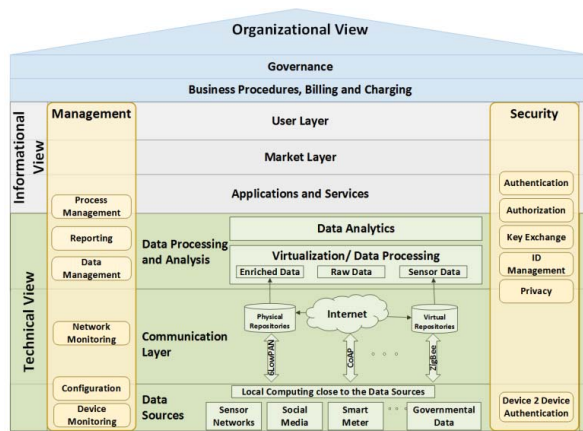 Organizational View
Governance
Business Procedures, Billing and Charging
Informational
View
Technical View
Management
Process
Management
Reporting
Data
Management
Network
Monitoring
Configuration
Device
Monitoring
User Layer
Market Layer
Applications and Services
Data Processing
and Analysis
Data Analytics
Virtualization/ Data Processing
Enriched Data
Raw Data
Sensor Data
Communication
Layer
Physical
Repositories
Internet
Virtual
Repositories
6LowPAN
CoAP
ZigBee
Data
Sources
Local Computing close to the Data Sources
Sensor
Networks
Social
Media
Smart
Meter
Governmental
Data
Security
Authentication
Authorization
Key Exchange
ID
Management
Privacy
Device 2 Device
Authentication